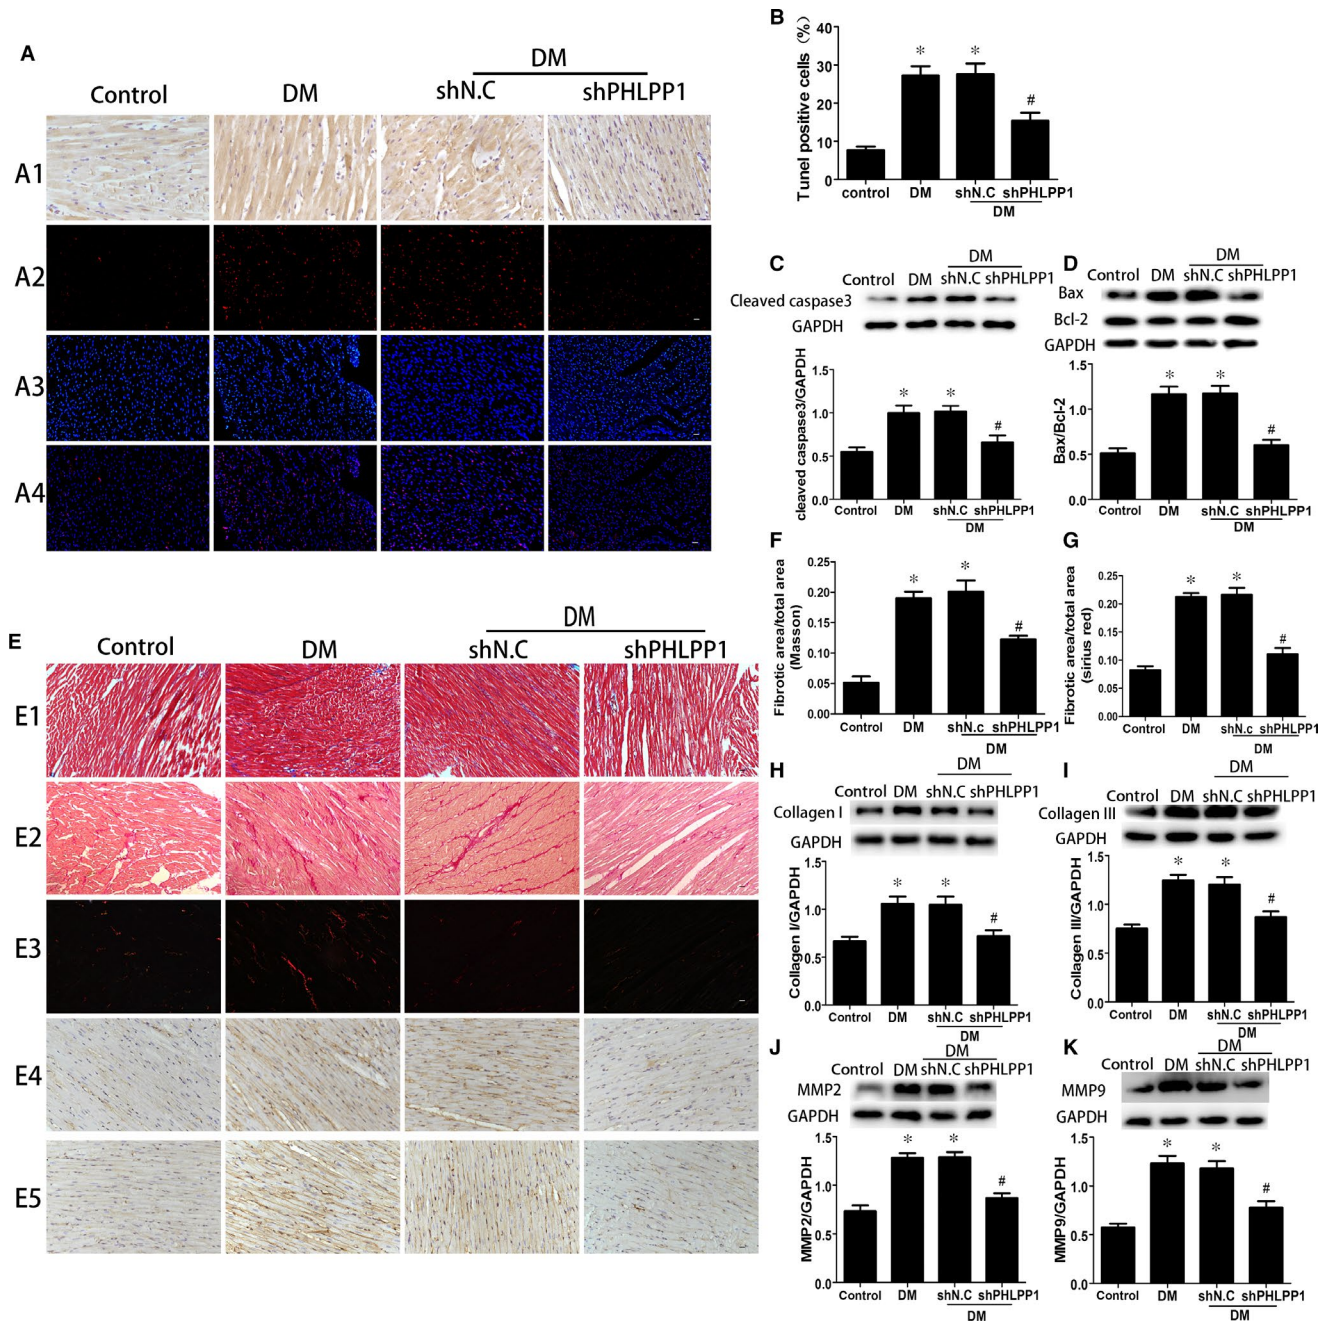 A
DM
Control DM shN.C shPHLPP1
A1
A2
A3
A4
B
Tunel positive cells (%)
40
30
20
10
0
control DM shN.C shPHLPP1
DM
C
DM
Control DM shN.C shPHLPP1
Cleaved caspase3
GAPDH
cleaved caspase3/GAPDH
1.5
1.0
0.5
0.0
Control DM shN.C shPHLPP1
DM
* * #
D
DM
Control DM shN.C shPHLPP1
Bax
Bcl-2
GAPDH
Bax/Bcl-2
1.5
1.0
0.5
0.0
Control DM shN.C shPHLPP1
DM
* * #
E
DM
Control DM shN.C shPHLPP1
E1
E2
E3
E4
E5
F
Fibrotic area/total area
(Masson)
0.25
0.20
0.15
0.10
0.05
0.00
Control DM shN.c shPHLPP1
DM
* * #
G
Fibrotic area/total area
(sirius red)
0.25
0.20
0.15
0.10
0.05
0.00
Control DM shN.c shPHLPP1
DM
* * #
H
DM
Control DM shN.C shPHLPP1
Collagen I
GAPDH
Collagen I/GAPDH
1.5
1.0
0.5
0.0
Control DM shN.C shPHLPP1
DM
* * #
I
DM
Control DM shN.C shPHLPP1
Collagen III
GAPDH
Collagen III/GAPDH
1.5
1.0
0.5
0.0
Control DM shN.C shPHLPP1
DM
* * #
J
DM
Control DM shN.C shPHLPP1
MMP2
GAPDH
MMP2/GAPDH
1.5
1.0
0.5
0.0
Control DM shN.C shPHLPP1
DM
* * #
K
DM
Control DM shN.C shPHLPP1
MMP9
GAPDH
MMP9/GAPDH
1.5
1.0
0.5
0.0
Control DM shN.C shPHLPP1
DM
* * #